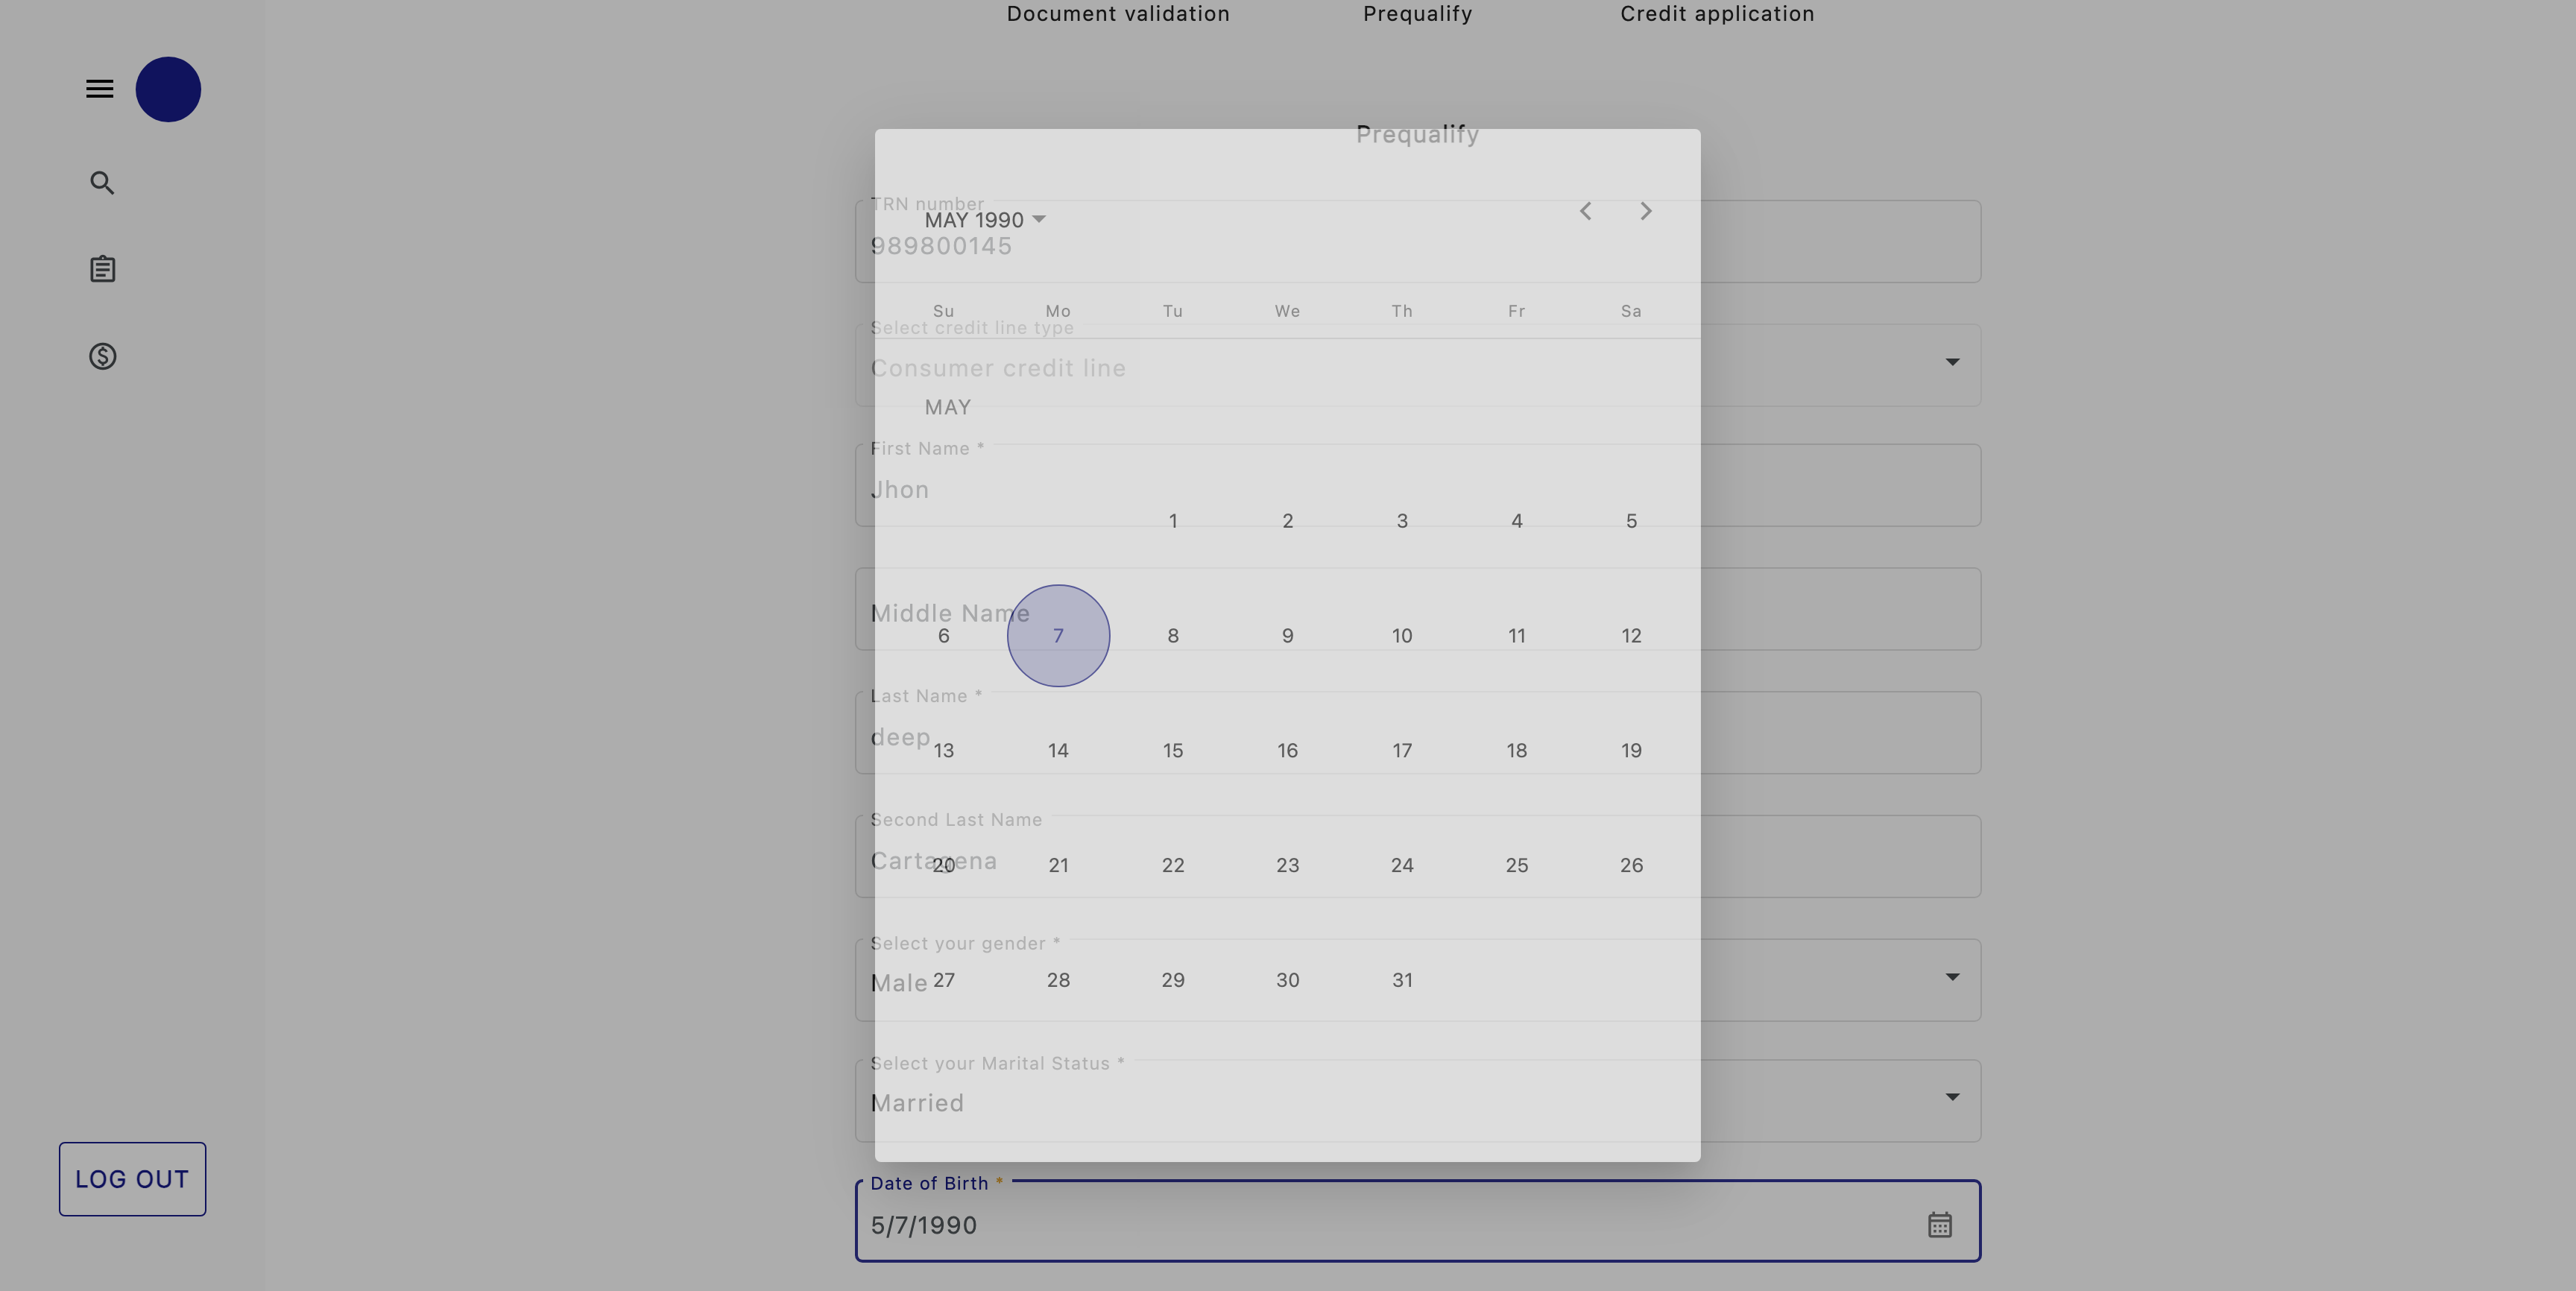 Document validation Prequalify Credit application
Prequalify
TRN number
MAY 1990
989800145
Su Mo Tu We Th Fr Sa
Select credit line type
Consumer credit line
MAY
First Name *
Jhon
1 2 3 4 5
Middle Name
6 7 8 9 10 11 12
Last Name *
deep
13 14 15 16 17 18 19
Second Last Name
Cartagena
20 21 22 23 24 25 26
Select your gender *
Male
27 28 29 30 31
Select your Marital Status *
Married
LOG OUT
Date of Birth *
5/7/1990